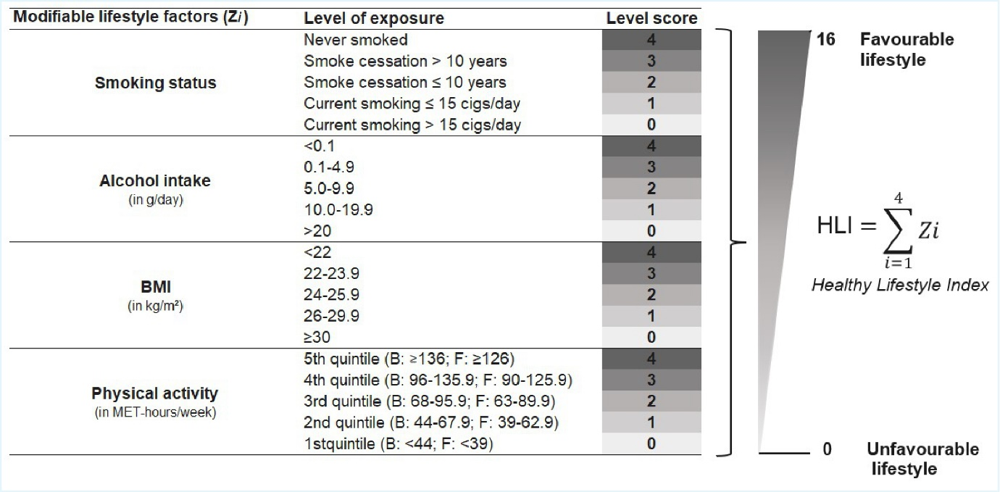 Modifiable lifestyle factors (Zi) Level of exposure Level score
Smoking status
Never smoked 4
Smoke cessation > 10 years 3
Smoke cessation ≤ 10 years 2
Current smoking ≤ 15 cigs/day 1
Current smoking > 15 cigs/day 0
Alcohol intake
(in g/day)
<0.1 4
0.1-4.9 3
5.0-9.9 2
10.0-19.9 1
>20 0
BMI
(in kg/m²)
<22 4
22-23.9 3
24-25.9 2
26-29.9 1
≥30 0
Physical activity
(in MET-hours/week)
5th quintile (B: ≥136; F: ≥126) 4
4th quintile (B: 96-135.9; F: 90-125.9) 3
3rd quintile (B: 68-95.9; F: 63-89.9) 2
2nd quintile (B: 44-67.9; F: 39-62.9) 1
1stquintile (B: <44; F: <39) 0
16 Favourable
lifestyle
4
HLI = ∑ Zi
i=1
Healthy Lifestyle Index
0 Unfavourable
lifestyle